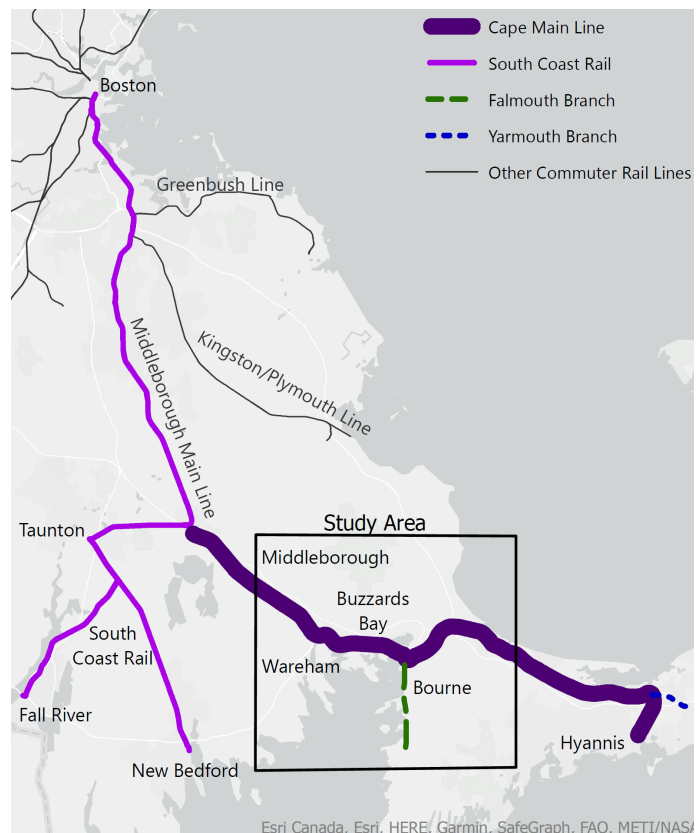 Cape Main Line
South Coast Rail
Falmouth Branch
Yarmouth Branch
Other Commuter Rail Lines
Boston
Greenbush Line
Kingston/Plymouth Line
Middleborough Main Line
Study Area
Taunton
Middleborough
Buzzards
Bay
South
Coast Rail
Wareham
Bourne
Fall River
Hyannis
New Bedford
Esri Canada, Esri, HERE, Garmin, SafeGraph, FAO, METI/NASA